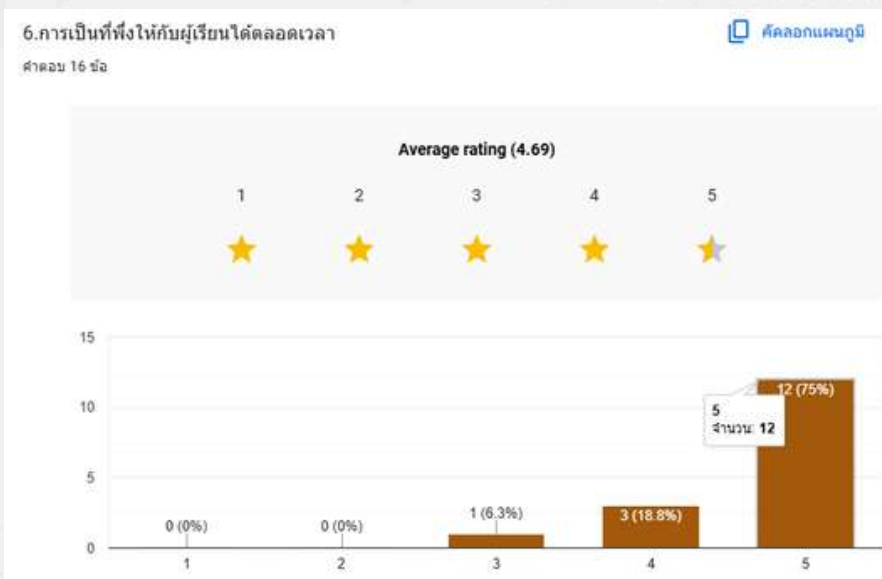 6.การเป็นที่พึ่งให้กับผู้เรียนได้ตลอดเวลา
คัดลอกแผนภูมิ
คำตอบ 16 ข้อ
Average rating (4.69)
1 2 3 4 5
15
10
5
0
0 (0%)
0 (0%)
1 (6.3%)
3 (18.8%)
12 (75%)
5
จำนวน: 12
1 2 3 4 5